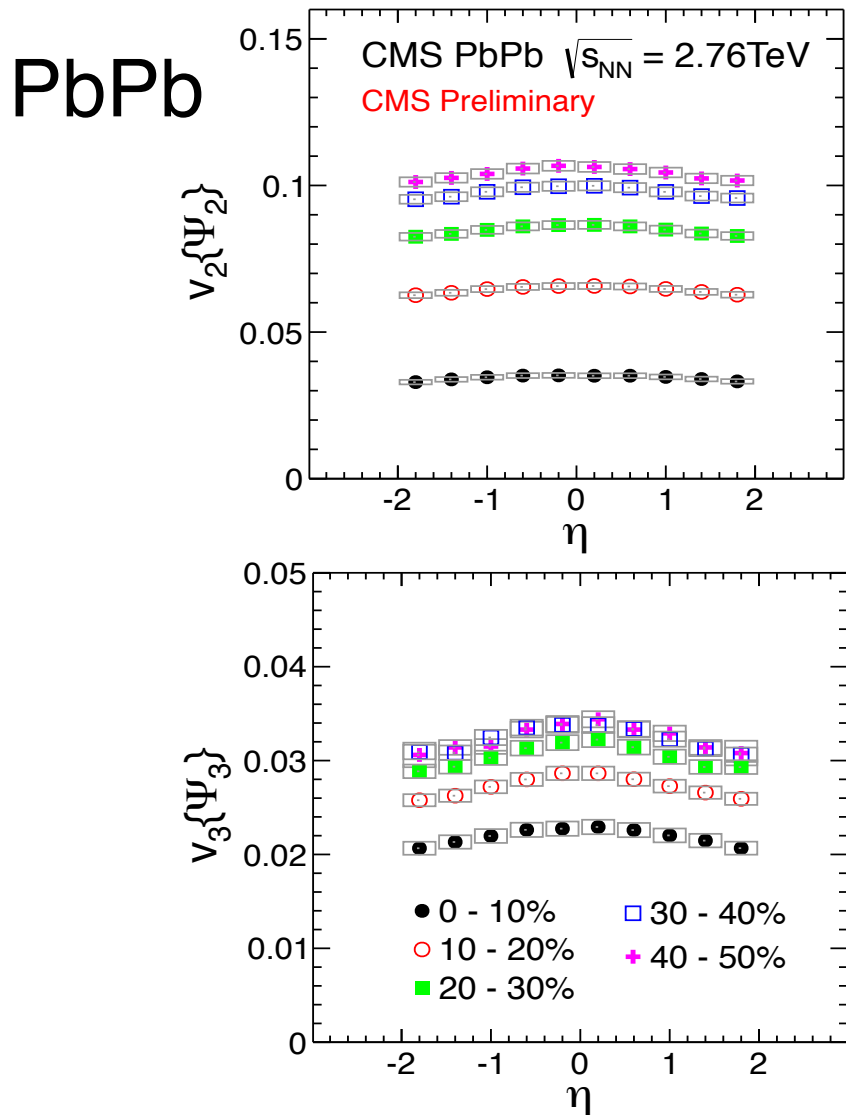 PbPb
CMS PbPb √s_NN = 2.76TeV
CMS Preliminary
v₂{Ψ₂}
0.15
0.1
0.05
0
-2 -1 0 1 2
η
v₃{Ψ₃}
0.05
0.04
0.03
0.02
0.01
0
0 - 10%
10 - 20%
20 - 30%
30 - 40%
40 - 50%
-2 -1 0 1 2
η